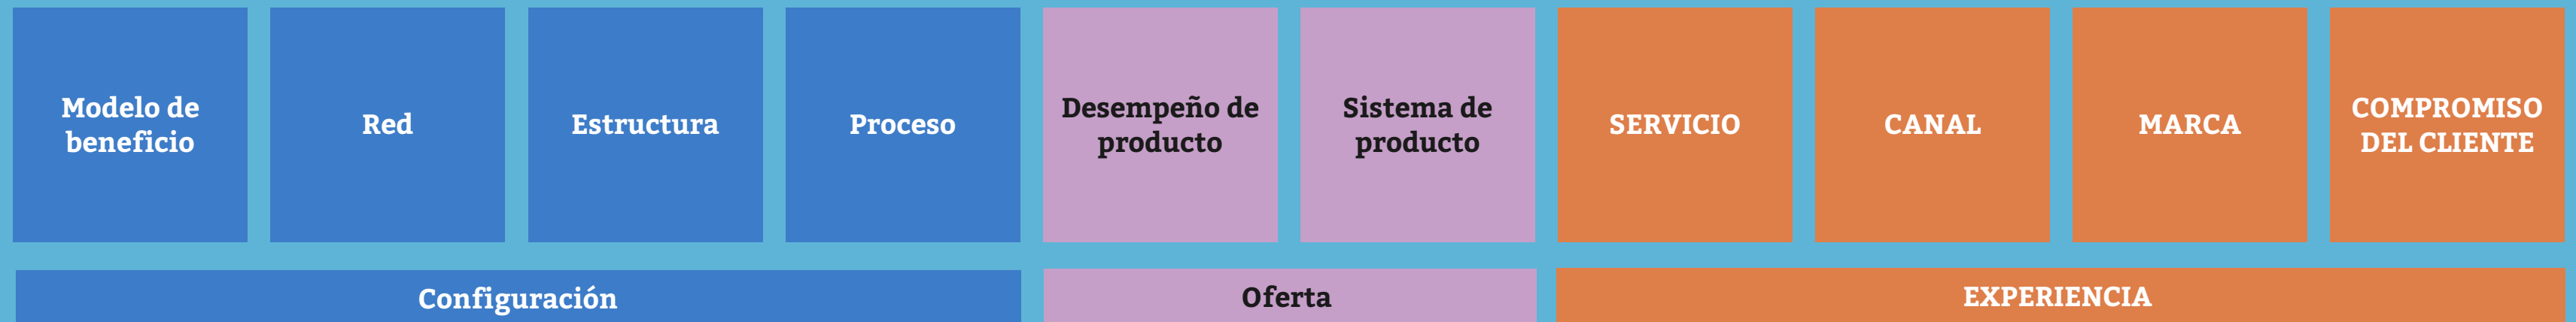 Modelo de
beneficio
Red
Estructura
Proceso
Desempeño de
producto
Sistema de
producto
SERVICIO
CANAL
MARCA
COMPROMISO
DEL CLIENTE
Configuración
Oferta
EXPERIENCIA